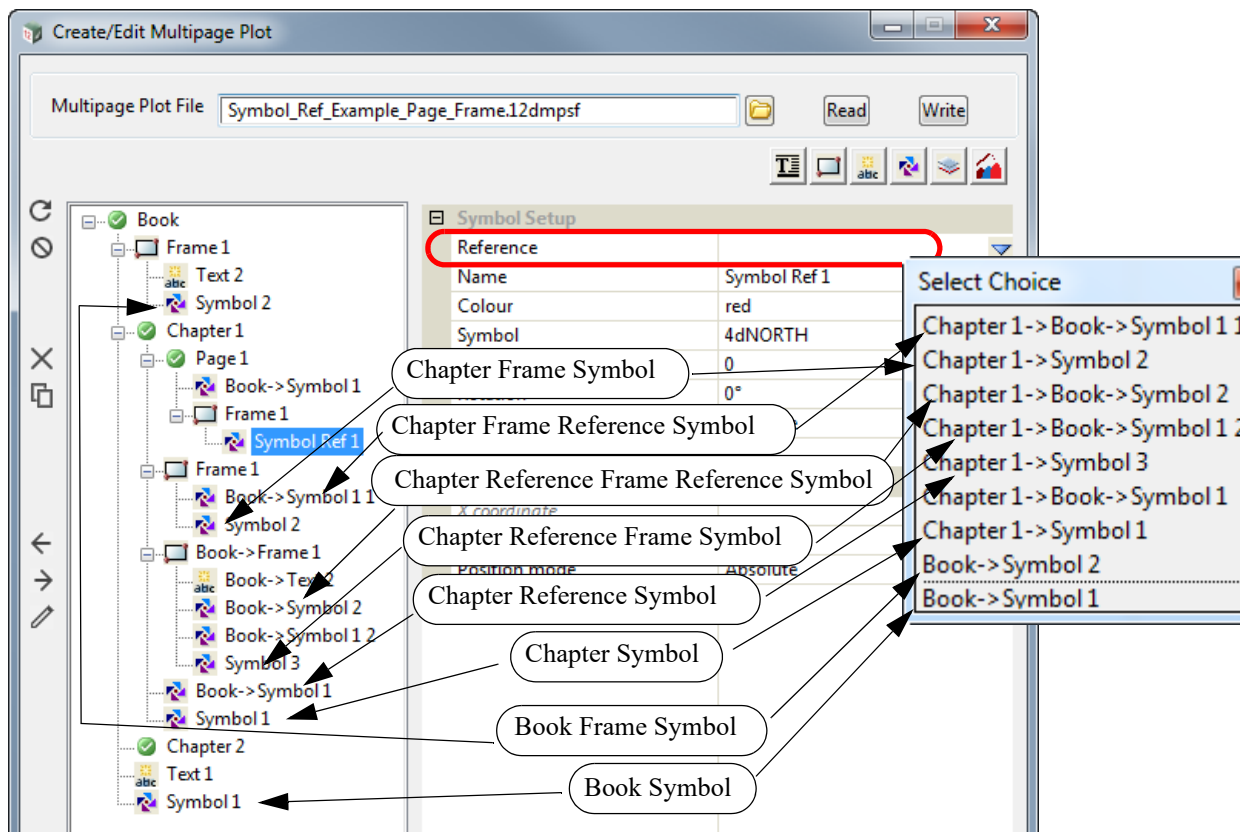 Create/Edit Multipage Plot
Multipage Plot File
Symbol_Ref_Example_Page_Frame.12dmpsf
Read
Write
Book
Frame 1
Text 2
Symbol 2
Chapter 1
Page 1
Book->Symbol 1
Frame 1
Symbol Ref 1
Frame 1
Book->Symbol 1 1
Symbol 2
Book->Frame 1
Book->Text 2
Book->Symbol 2
Book->Symbol 1 2
Symbol 3
Book->Symbol 1
Symbol 1
Chapter 2
Text 1
Symbol 1
Symbol Setup
Reference
Name Symbol Ref 1
Colour red
Symbol 4dNORTH
0
Rotation 0°
X coordinate
Position mode Absolute
Chapter Frame Symbol
Chapter Frame Reference Symbol
Chapter Reference Frame Reference Symbol
Chapter Reference Frame Symbol
Chapter Reference Symbol
Chapter Symbol
Book Frame Symbol
Book Symbol
Select Choice
Chapter 1->Book->Symbol 1 1
Chapter 1->Symbol 2
Chapter 1->Book->Symbol 2
Chapter 1->Book->Symbol 1 2
Chapter 1->Symbol 3
Chapter 1->Book->Symbol 1
Chapter 1->Symbol 1
Book->Symbol 2
Book->Symbol 1